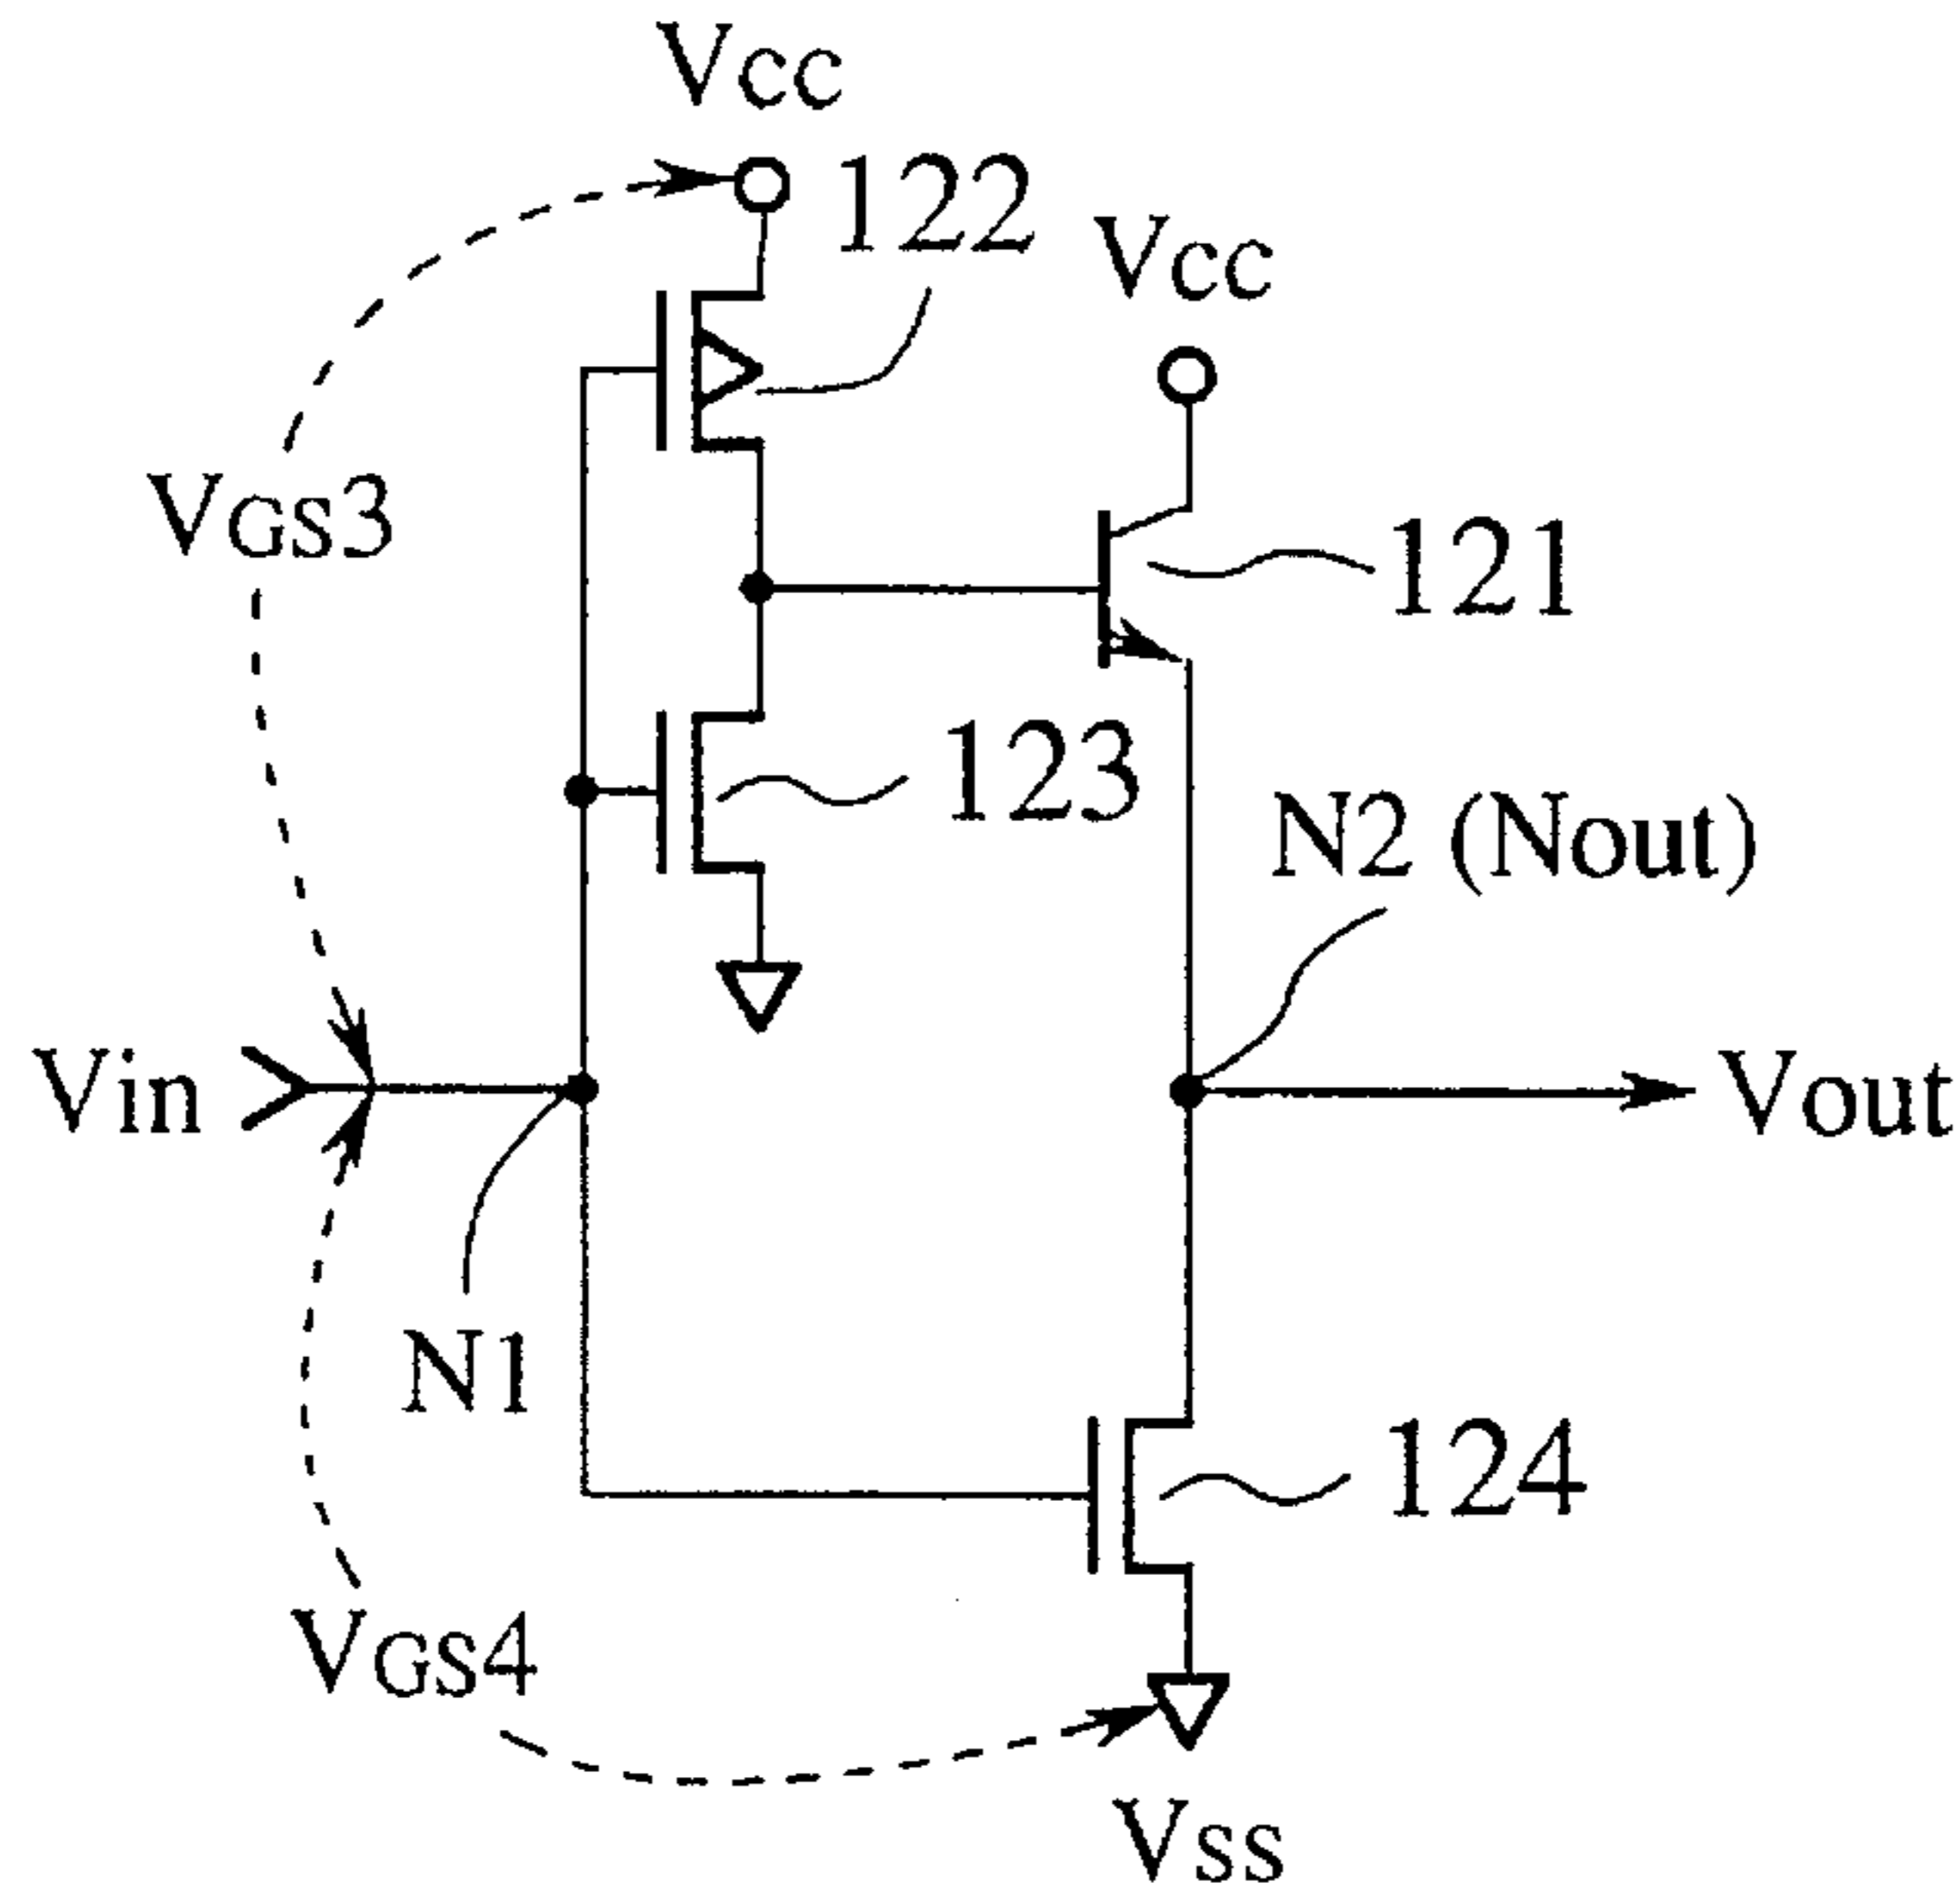 Vcc
122
Vcc
VGS3
121
123
N2 (Nout)
Vin
Vout
N1
124
VGS4
Vss